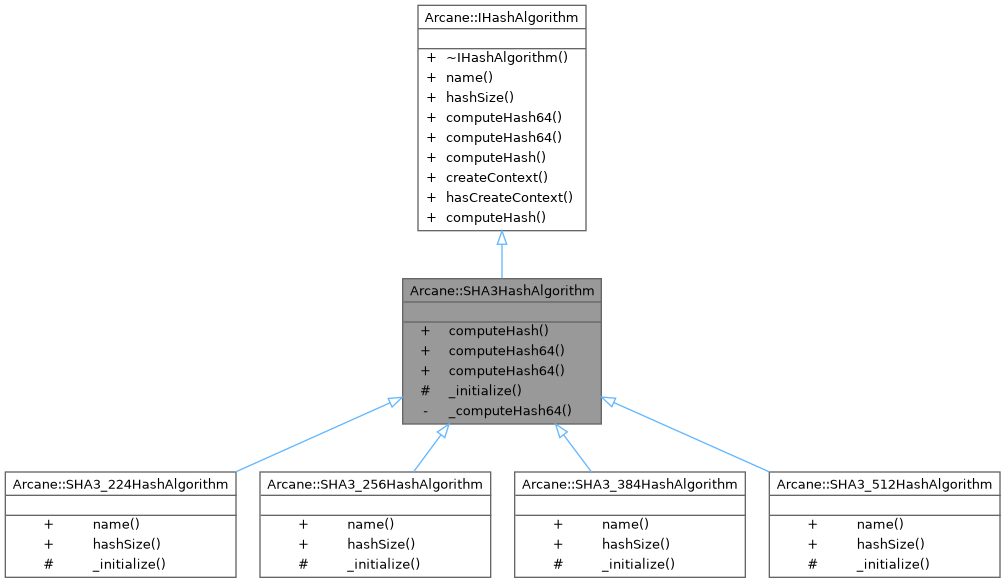 Arcane::IHashAlgorithm
+ ~IHashAlgorithm()
+ name()
+ hashSize()
+ computeHash64()
+ computeHash64()
+ computeHash()
+ createContext()
+ hasCreateContext()
+ computeHash()
Arcane::SHA3HashAlgorithm
+ computeHash()
+ computeHash64()
+ computeHash64()
# _initialize()
- _computeHash64()
Arcane::SHA3_224HashAlgorithm
+ name()
+ hashSize()
# _initialize()
Arcane::SHA3_256HashAlgorithm
+ name()
+ hashSize()
# _initialize()
Arcane::SHA3_384HashAlgorithm
+ name()
+ hashSize()
# _initialize()
Arcane::SHA3_512HashAlgorithm
+ name()
+ hashSize()
# _initialize()